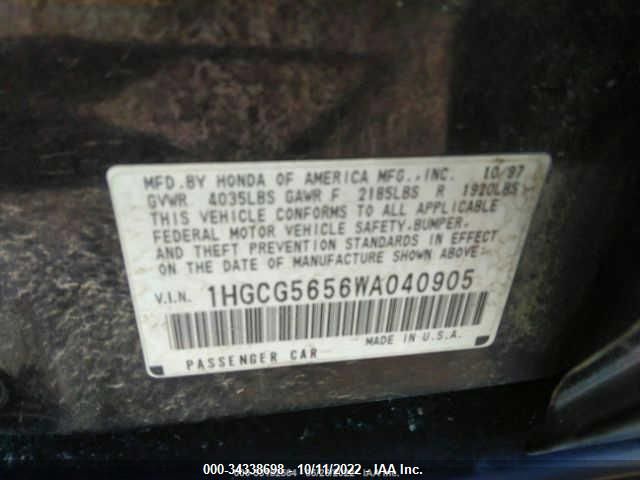 MFD. BY HONDA OF AMERICA MFG., INC. 10/97
GVWR 4035LBS GAWR F 2185LBS R 1920LBS
THIS VEHICLE CONFORMS TO ALL APPLICABLE
FEDERAL MOTOR VEHICLE SAFETY, BUMPER,
AND THEFT PREVENTION STANDARDS IN EFFECT
ON THE DATE OF MANUFACTURE SHOWN ABOVE.
V.I.N. 1HGCG5656WA040905
PASSENGER CAR MADE IN U.S.A.
000-34338698 - 10/11/2022 - IAA Inc.